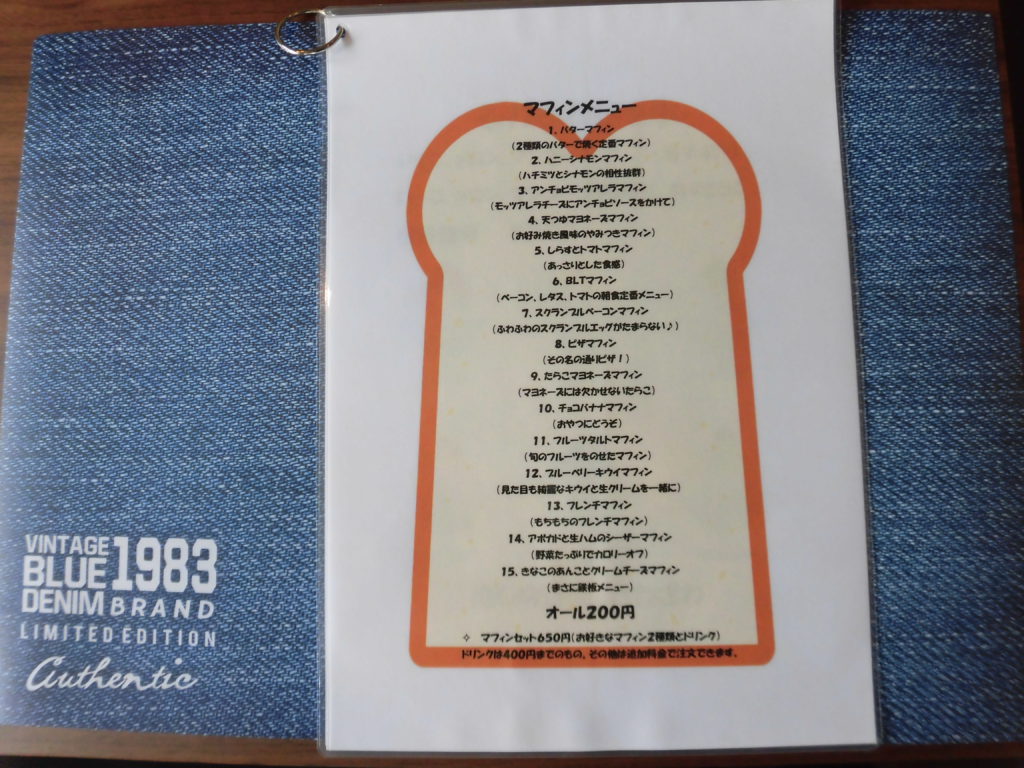 マフィンメニュー
1、バターマフィン
(2種類のバターで焼く定番マフィン)
2、ハニーシナモンマフィン
(ハチミツとシナモンの相性抜群)
3、アンチョビモッツアレラマフィン
(モッツアレラチーズにアンチョビソースをかけて)
4、天つゆマヨネーズマフィン
(お好み焼き風味のやみつきマフィン)
5、しらすとトマトマフィン
(あっさりとした食感)
6、BLTマフィン
(ベーコン、レタス、トマトの朝食定番メニュー)
7、スクランブルベーコンマフィン
(ふわふわのスクランブルエッグがたまらない♪)
8、ピザマフィン
(その名の通りピザ!)
9、たらこマヨネーズマフィン
(マヨネーズには欠かせないたらこ)
10、チョコバナナマフィン
(おやつにどうぞ)
11、フルーツタルトマフィン
(旬のフルーツをのせたマフィン)
12、ブルーベリーキウイマフィン
(見た目も綺麗なキウイと生クリームを一緒に)
13、フレンチマフィン
(もちもちのフレンチマフィン)
14、アボカドと生ハムのシーザーマフィン
(野菜たっぷりでカロリーオフ)
15、きなこのあんことクリームチーズマフィン
(まさに鉄板メニュー)
オール200円
✧ マフィンセット650円(お好きなマフィン2種類とドリンク)
ドリンクは400円までのもの、その他は追加料金で注文できます。
VINTAGE 1983
BLUE
DENIM BRAND
LIMITED EDITION
Authentic